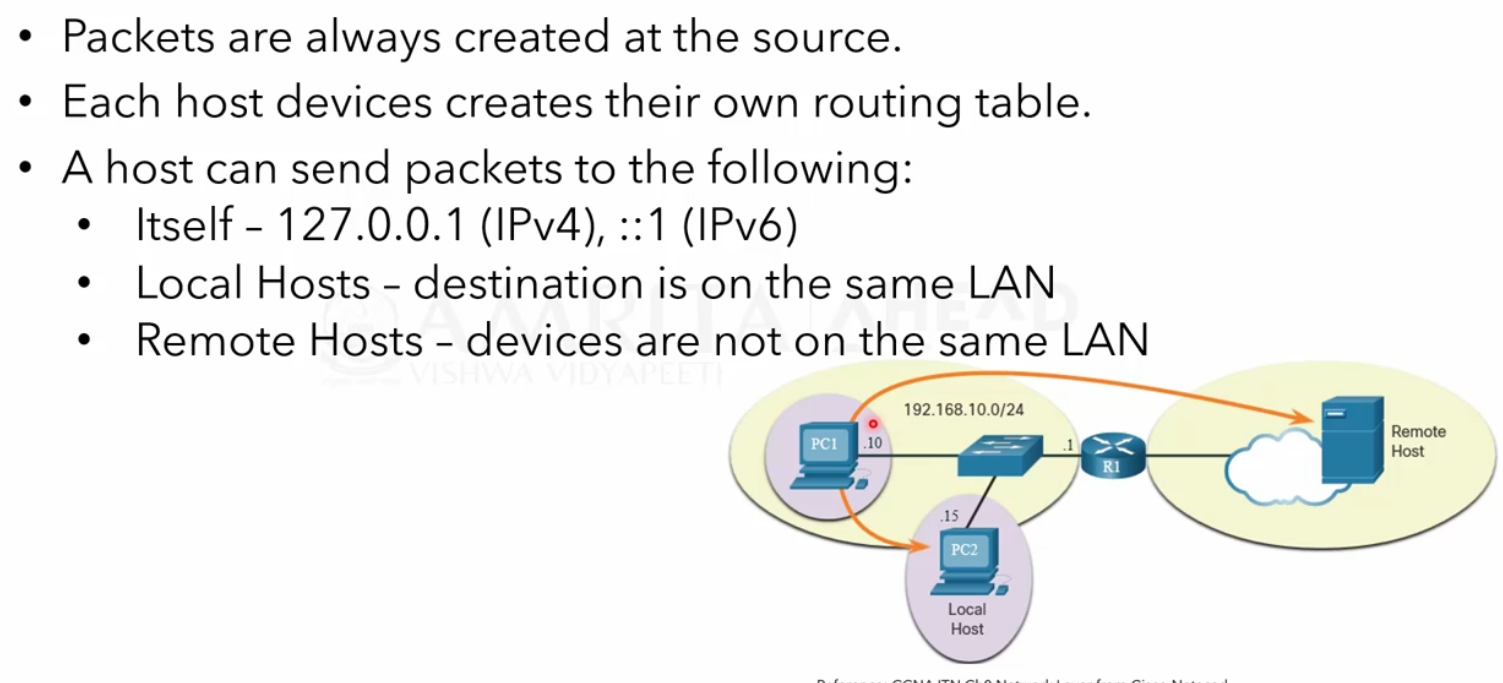 • Packets are always created at the source.
• Each host devices creates their own routing table.
• A host can send packets to the following:
• Itself – 127.0.0.1 (IPv4), ::1 (IPv6)
• Local Hosts – destination is on the same LAN
• Remote Hosts – devices are not on the same LAN
AMRITA AHEAD
VISHWA VIDYAPEETH
192.168.10.0/24
PC1
.10
.1
R1
Remote
Host
.15
PC2
Local
Host